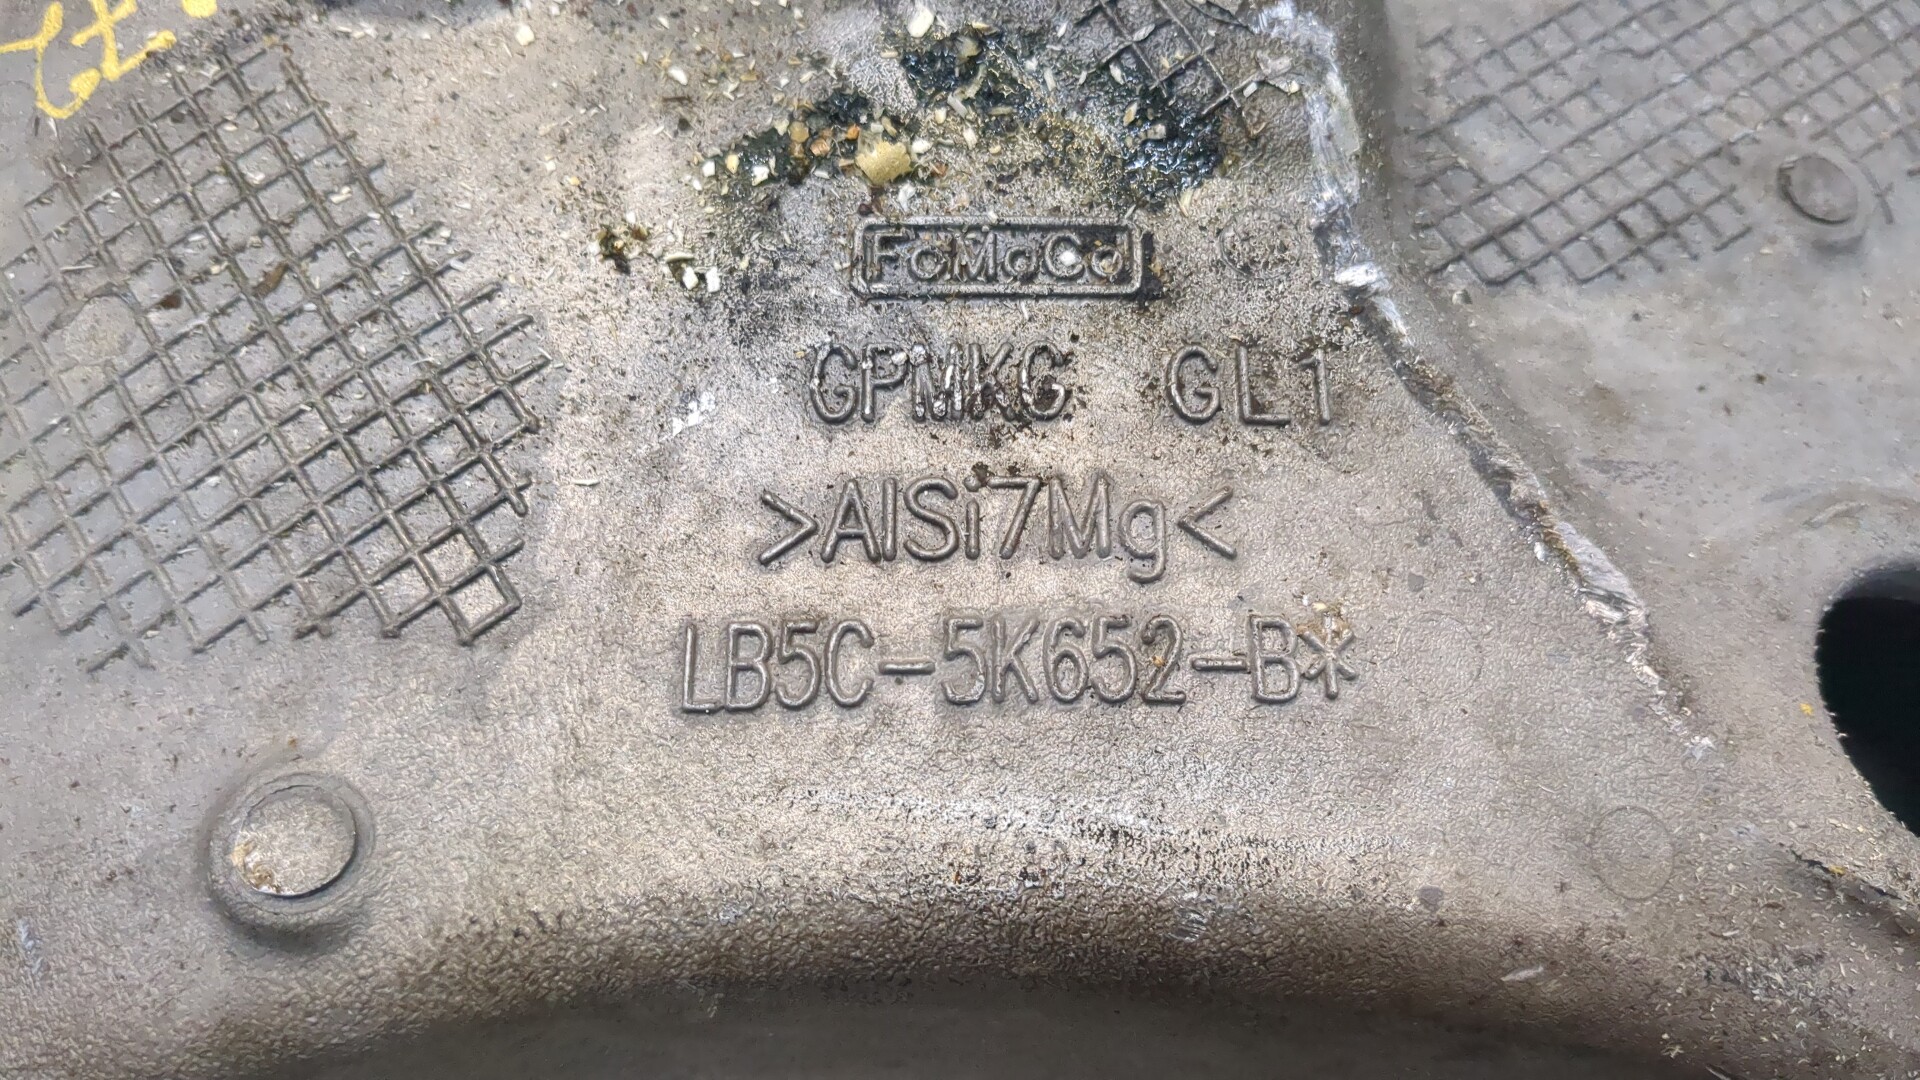 FoMoCo
GPMKG GL1
>AlSi7Mg<
LB5C-5K652-B*